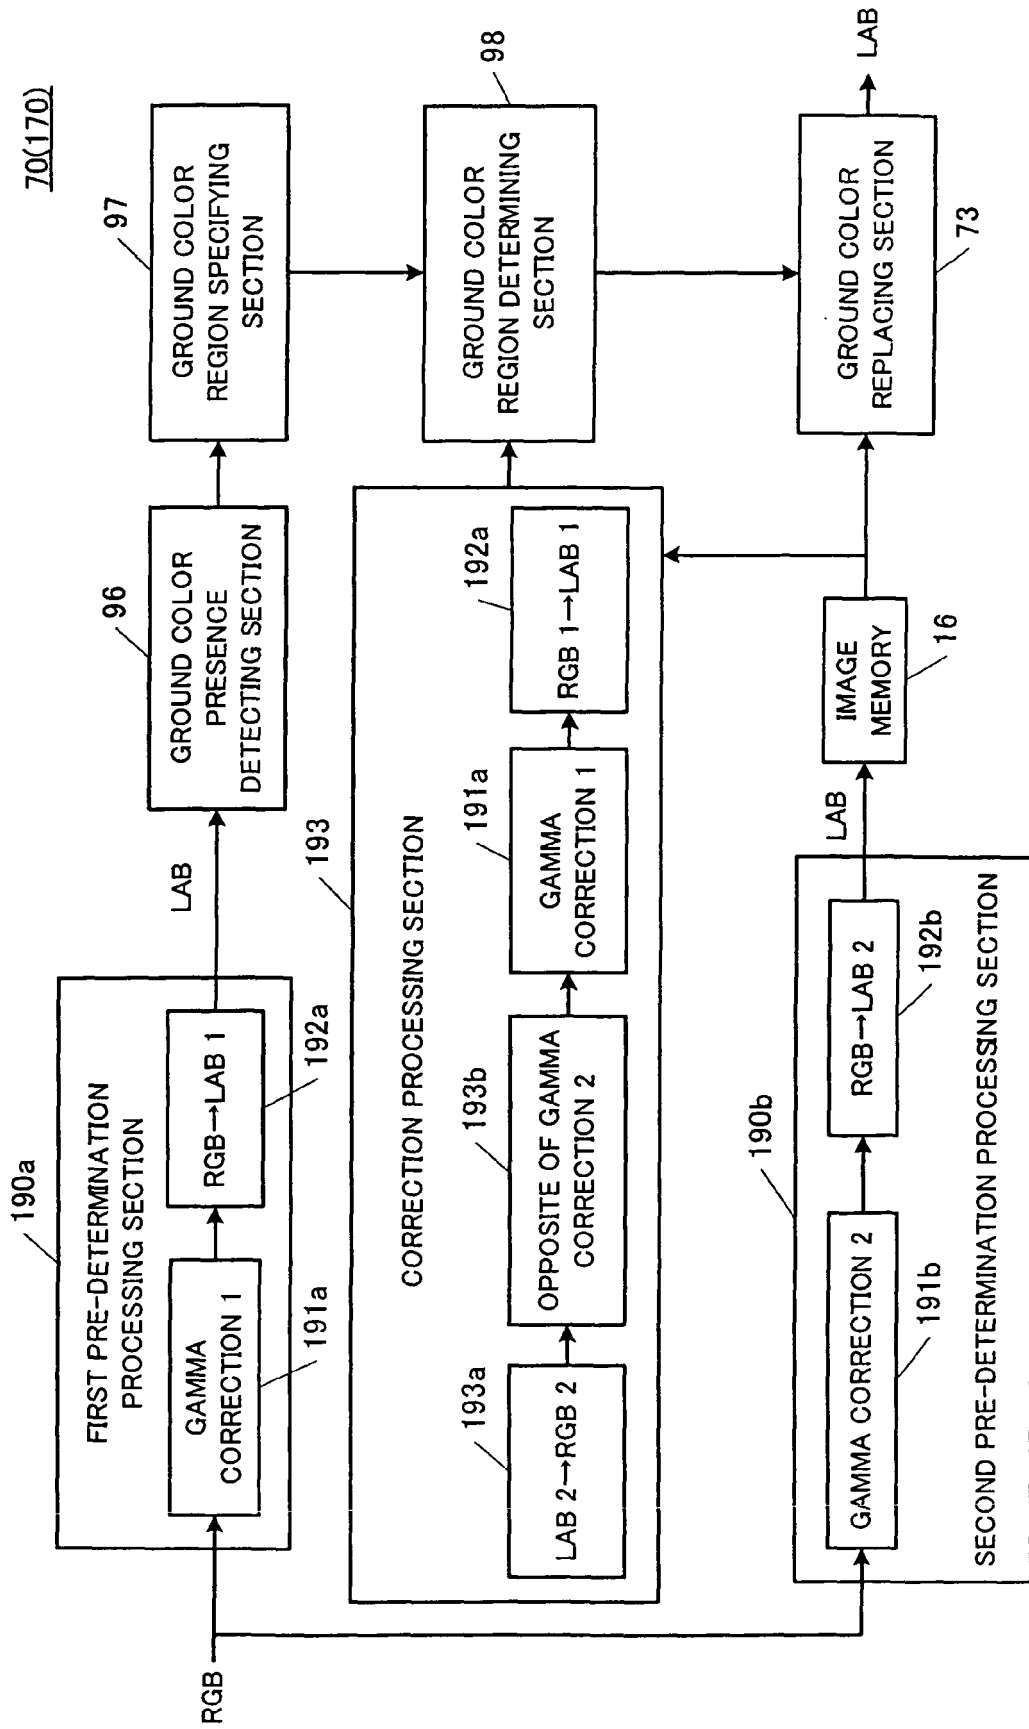 70(170)
RGB
190a
FIRST PRE-DETERMINATION
PROCESSING SECTION
GAMMA
CORRECTION 1
191a
RGB→LAB 1
192a
LAB
96
GROUND COLOR
PRESENCE
DETECTING SECTION
97
GROUND COLOR
REGION SPECIFYING
SECTION
193
CORRECTION PROCESSING SECTION
193a
LAB 2→RGB 2
193b
OPPOSITE OF GAMMA
CORRECTION 2
191a
GAMMA
CORRECTION 1
192a
RGB 1→LAB 1
98
GROUND COLOR
REGION DETERMINING
SECTION
190b
GAMMA CORRECTION 2
191b
RGB→LAB 2
192b
SECOND PRE-DETERMINATION PROCESSING SECTION
LAB
IMAGE
MEMORY
16
GROUND COLOR
REPLACING SECTION
73
LAB